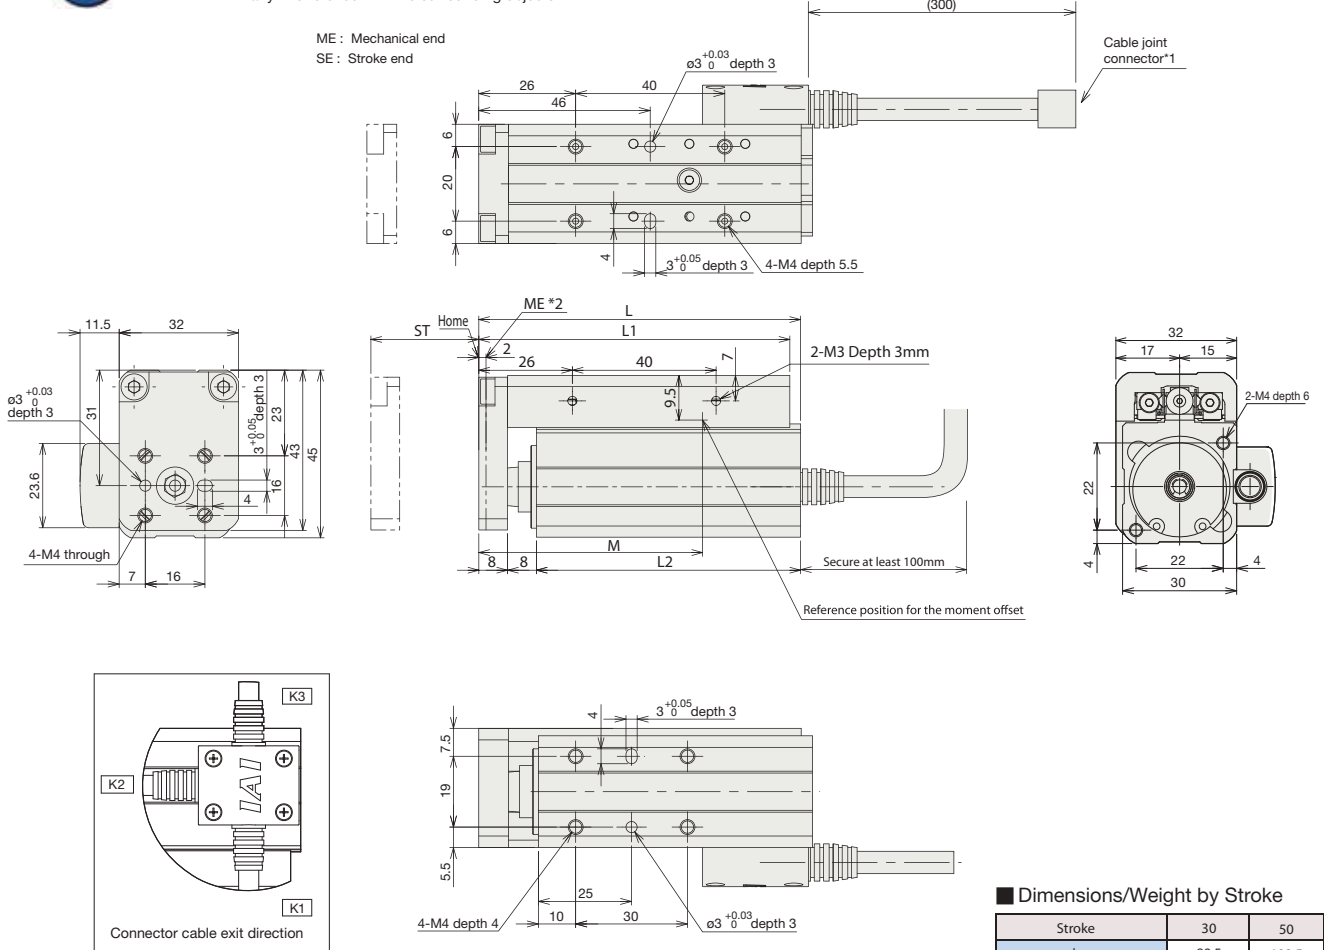 (300)
ME : Mechanical end
SE : Stroke end
Cable joint
connector*1
ø3 +0.03 0 depth 3
26
40
46
6
20
6
4
3 +0.05 0 depth 3
4-M4 depth 5.5
ME *2
Home
ST
L
L1
2
26
40
7
9.5
2-M3 Depth 3mm
M
8
8
L2
Secure at least 100mm
Reference position for the moment offset
11.5
32
ø3 +0.03 0
depth 3
31
3 +0.05 0 depth 3
23
43
45
16
4
23.6
4-M4 through
7
16
32
17
15
2-M4 depth 6
22
4
22
4
30
K3
K2
IAI
K1
Connector cable exit direction
7.5
19
5.5
4
3 +0.05 0 depth 3
25
10
30
4-M4 depth 4
ø3 +0.03 0 depth 3
■ Dimensions/Weight by Stroke
Stroke 30 50